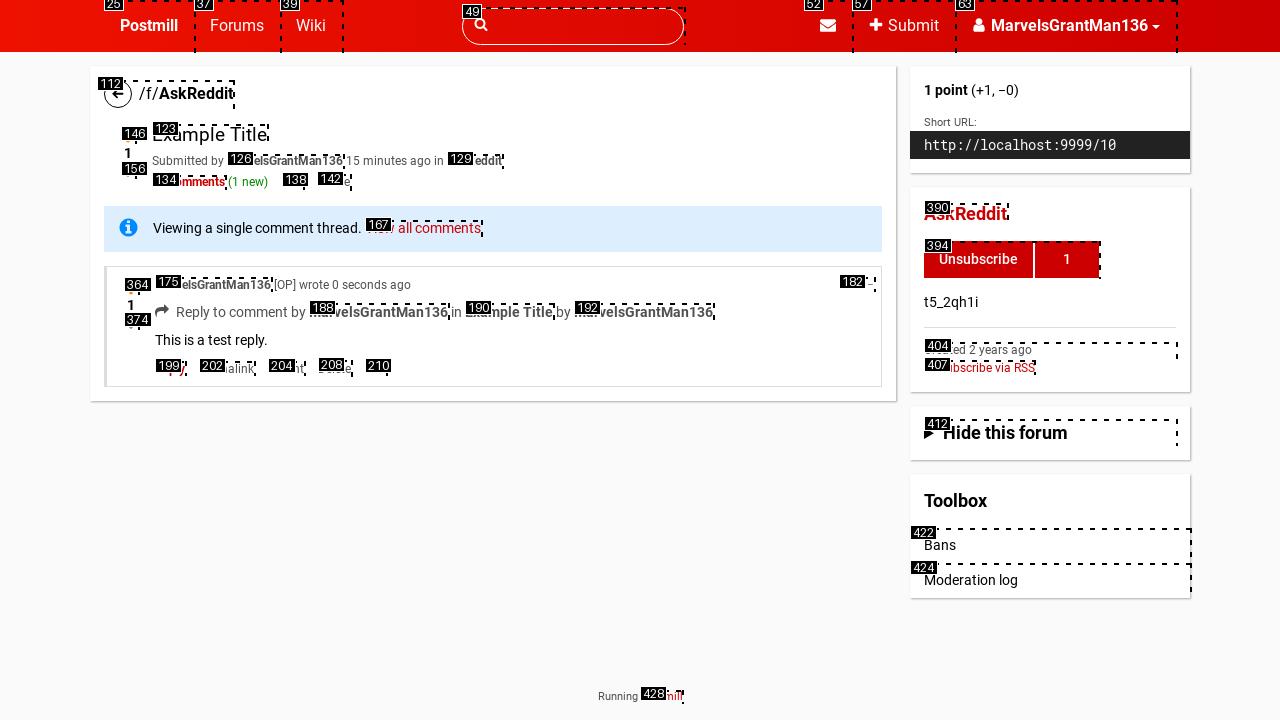 25 37 39 49 52 57 63
Postmill Forums Wiki Submit MarvelsGrantMan136
112 /f/AskReddit
123 Example Title
146
1
156
Submitted by 126 elsGrantMan136 15 minutes ago in 129 eddit
134 mments (1 new) 138 142 e
Viewing a single comment thread. 167 all comments
364
1
374
175 elsGrantMan136 [OP] wrote 0 seconds ago 182 –
Reply to comment by 188 MarvelsGrantMan136 in 190 Example Title by 192 MarvelsGrantMan136
This is a test reply.
199 202 alink 204 208 210
1 point (+1, −0)
Short URL:
http://localhost:9999/10
390
AskReddit
394
Unsubscribe 1
t5_2qh1i
404
Created 2 years ago
407 bscribe via RSS
412
Hide this forum
Toolbox
422
Bans
424
Moderation log
Running 428 mill